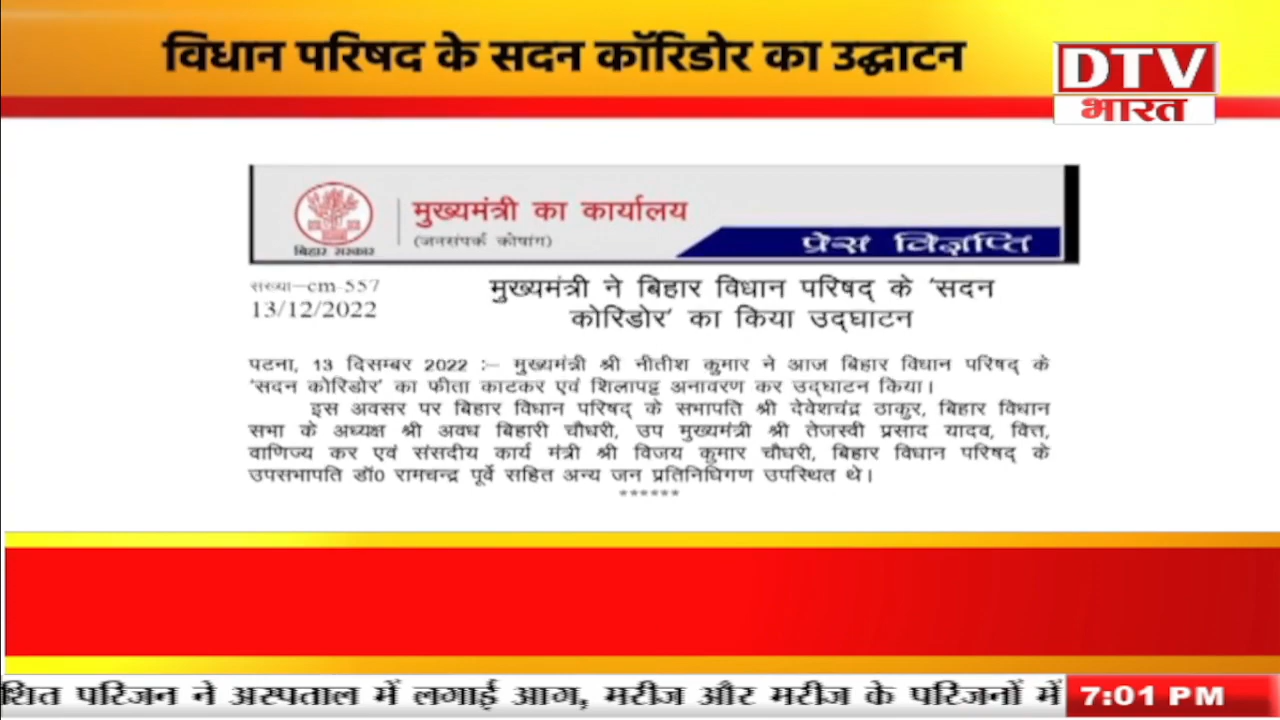 विधान परिषद के सदन कॉरिडोर का उद्घाटन
DTV
भारत
मुख्यमंत्री का कार्यालय
(जनसंपर्क कोषांग)
बिहार सरकार
प्रेस विज्ञप्ति
संख्या-cm-557
13/12/2022
मुख्यमंत्री ने बिहार विधान परिषद् के 'सदन
कोरिडोर' का किया उद्‌घाटन
पटना, 13 दिसम्बर 2022 :- मुख्यमंत्री श्री नीतीश कुमार ने आज बिहार विधान परिषद् के
'सदन कोरिडोर' का फीता काटकर एवं शिलापट्ट अनावरण कर उद्‌घाटन किया।
इस अवसर पर बिहार विधान परिषद् के सभापति श्री देवेशचंद्र ठाकुर, बिहार विधान
सभा के अध्यक्ष श्री अवध बिहारी चौधरी, उप मुख्यमंत्री श्री तेजस्वी प्रसाद यादव, वित्त,
वाणिज्य कर एवं संसदीय कार्य मंत्री श्री विजय कुमार चौधरी, बिहार विधान परिषद् के
उपसभापति डॉ0 रामचन्द्र पूर्वे सहित अन्य जन प्रतिनिधिगण उपस्थित थे।
******
शित परिजन ने अस्पताल में लगाई आग, मरीज और मरीज के परिजनों में
7:01 PM